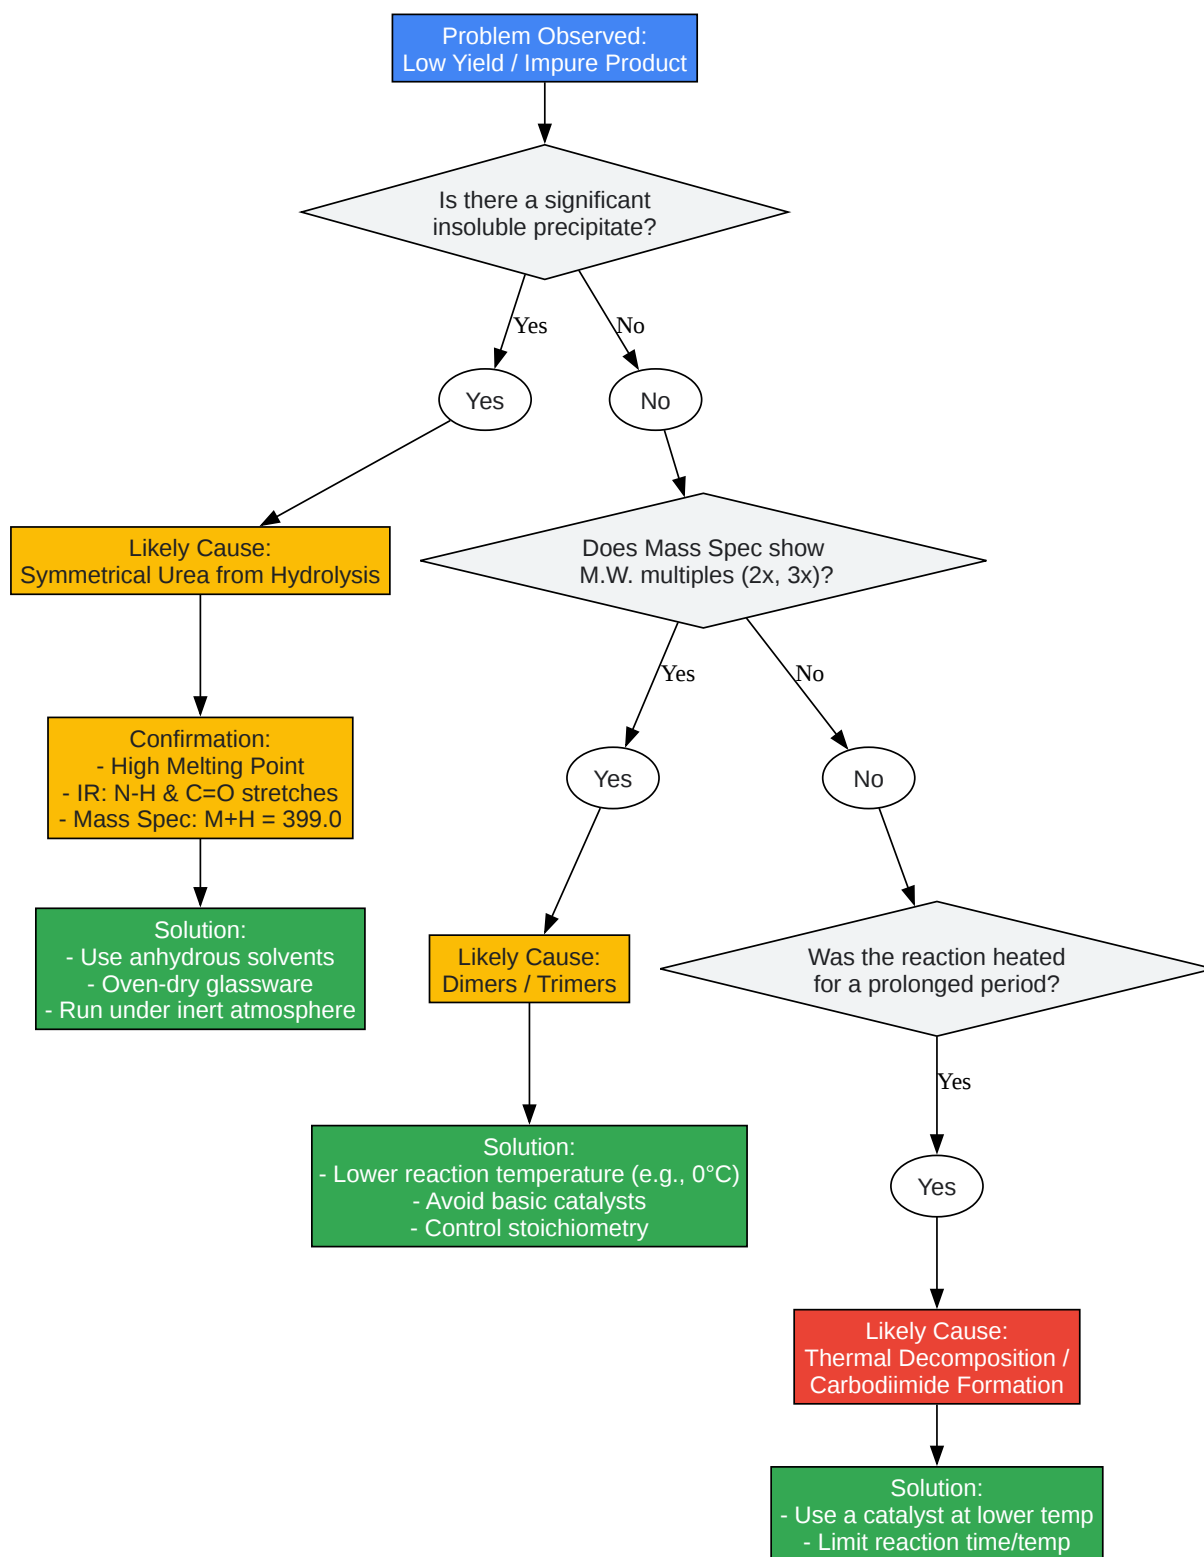 Problem Observed:
Low Yield / Impure Product
Is there a significant
insoluble precipitate?
Yes
No
Yes
No
Likely Cause:
Symmetrical Urea from Hydrolysis
Does Mass Spec show
M.W. multiples (2x, 3x)?
Yes
No
Confirmation:
- High Melting Point
- IR: N-H & C=O stretches
- Mass Spec: M+H = 399.0
Yes
No
Solution:
- Use anhydrous solvents
- Oven-dry glassware
- Run under inert atmosphere
Likely Cause:
Dimers / Trimers
Was the reaction heated
for a prolonged period?
Yes
Solution:
- Lower reaction temperature (e.g., 0°C)
- Avoid basic catalysts
- Control stoichiometry
Yes
Likely Cause:
Thermal Decomposition /
Carbodiimide Formation
Solution:
- Use a catalyst at lower temp
- Limit reaction time/temp